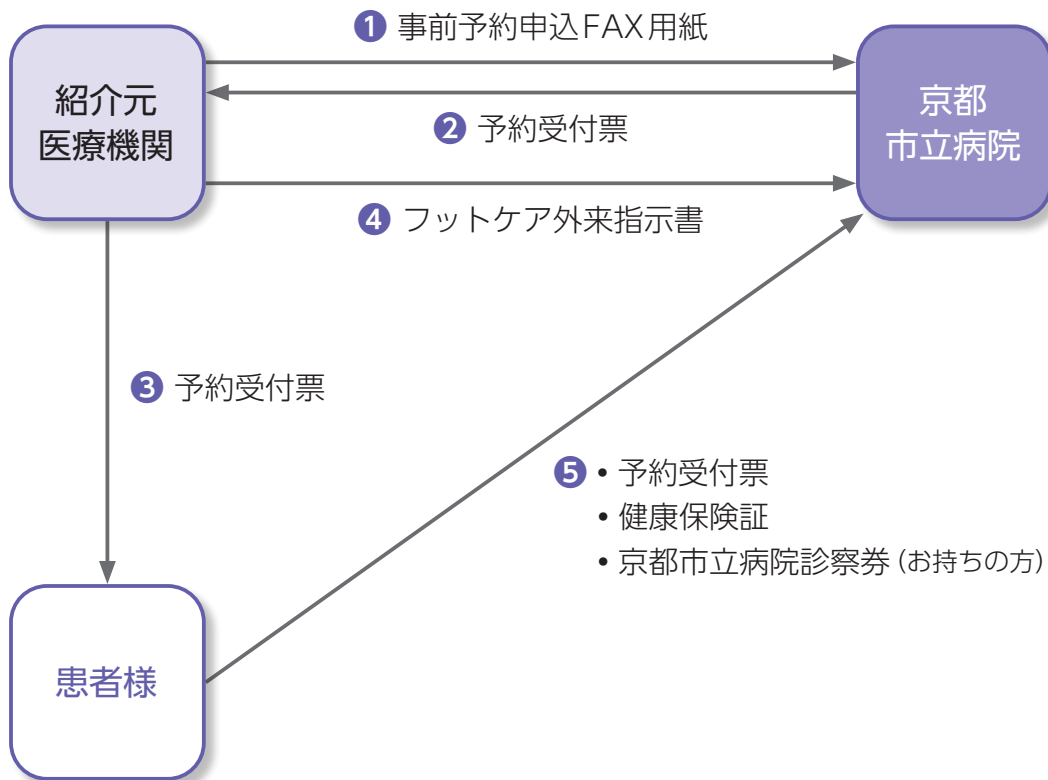 ❶ 事前予約申込FAX用紙
紹介元
医療機関
京都
市立病院
❷ 予約受付票
❹ フットケア外来指示書
❸ 予約受付票
❺ • 予約受付票
• 健康保険証
• 京都市立病院診察券 (お持ちの方)
患者様